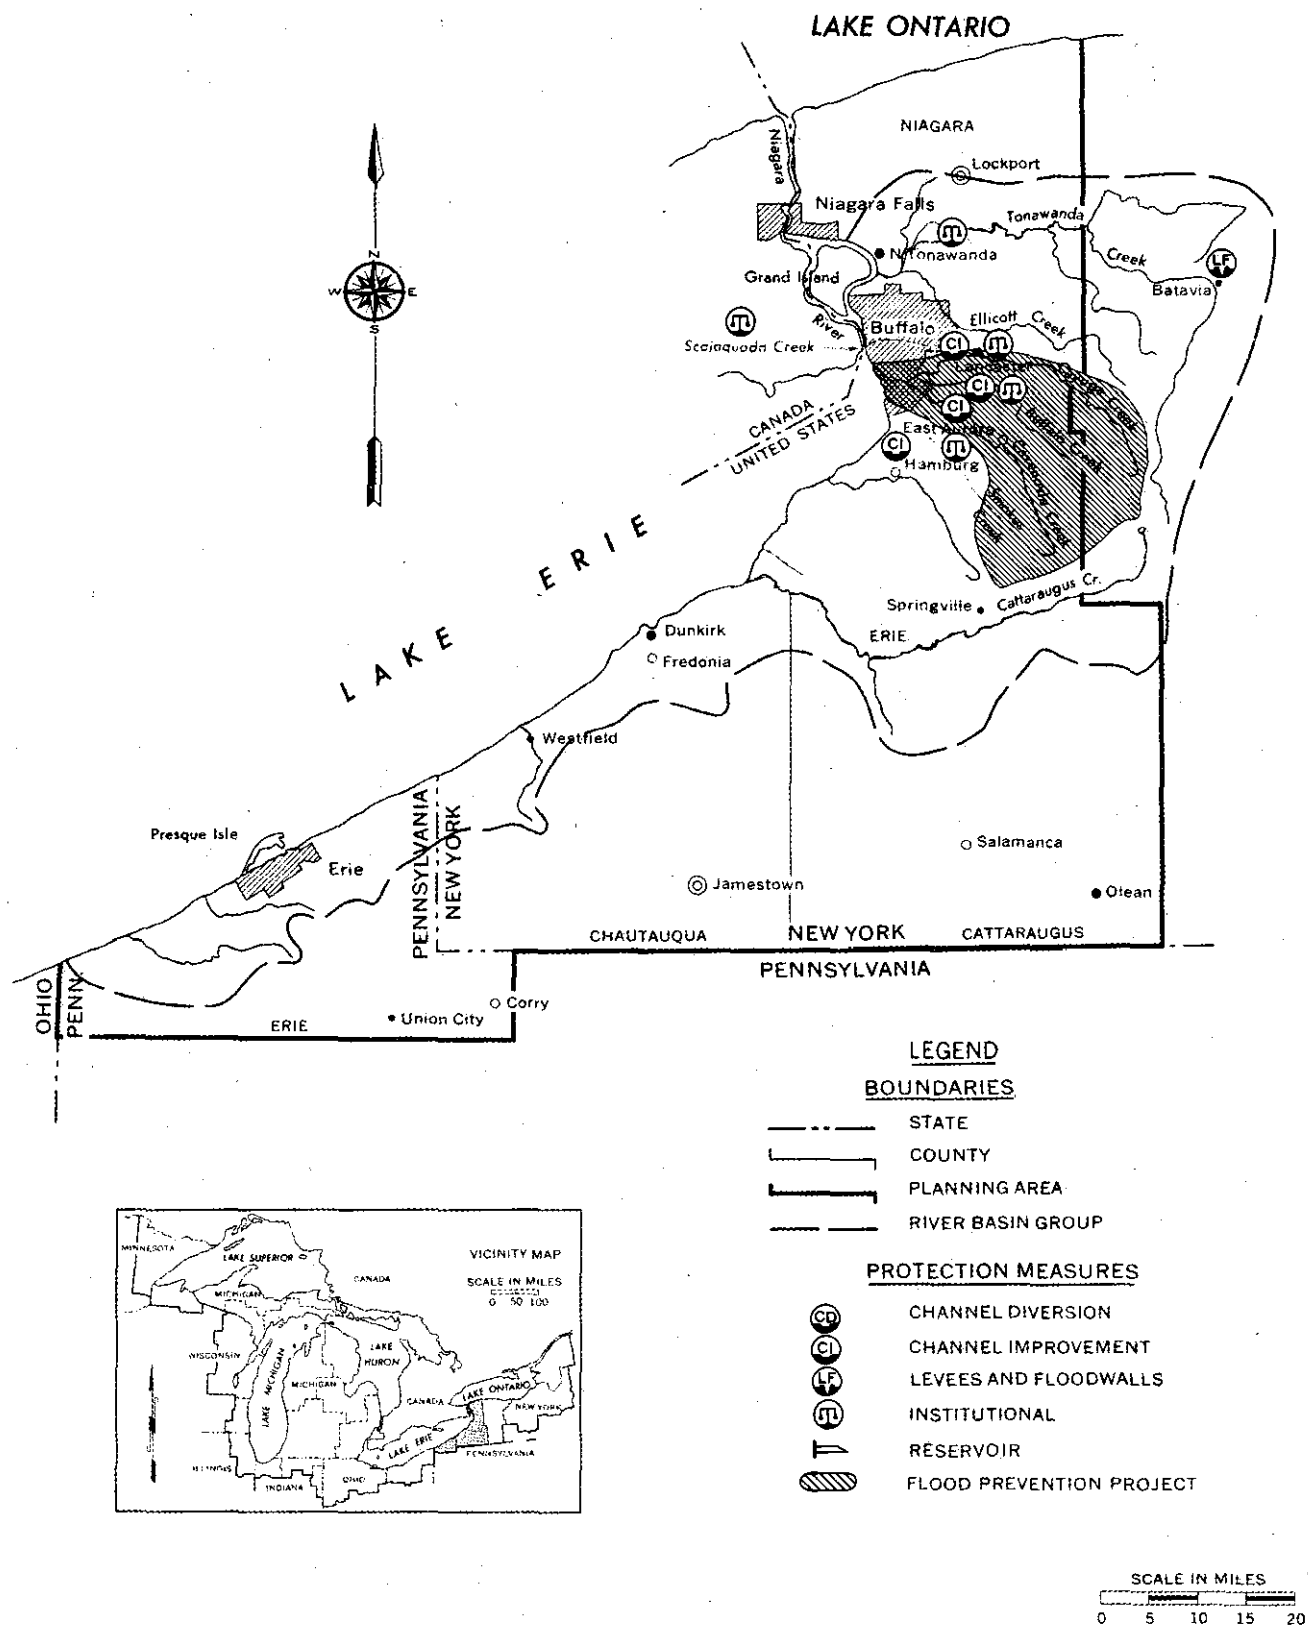 LAKE ONTARIO
NIAGARA
Niagara
Lockport
Niagara Falls
Tonawanda
Creek
N Tonawanda
LF
Batavia
Grand Island
River
Buffalo
Ellicott
Creek
Scajaquada Creek
CI
Lancaster
Cayuga Creek
CI
Buffalo Creek
CI
CANADA
UNITED STATES
East Aurora
Cazenovia Creek
CI
Hamburg
Smokes
Creek
N
W E
S
LAKE ERIE
Springville
Cattaraugus Cr.
ERIE
Dunkirk
Fredonia
Westfield
PENNSYLVANIA
NEW YORK
Presque Isle
Erie
Salamanca
Jamestown
Olean
CHAUTAUQUA
NEW YORK
CATTARAUGUS
PENNSYLVANIA
OHIO
PENN
ERIE
Union City
Corry
LEGEND
BOUNDARIES
STATE
COUNTY
PLANNING AREA
RIVER BASIN GROUP
PROTECTION MEASURES
CD CHANNEL DIVERSION
CI CHANNEL IMPROVEMENT
LF LEVEES AND FLOODWALLS
INSTITUTIONAL
RESERVOIR
FLOOD PREVENTION PROJECT
VICINITY MAP
SCALE IN MILES
0 50 100
MINNESOTA
LAKE SUPERIOR
CANADA
MICHIGAN
WISCONSIN
LAKE MICHIGAN
LAKE
HURON
MICHIGAN
CANADA
LAKE ONTARIO
NEW YORK
LAKE ERIE
PENNSYLVANIA
ILLINOIS
INDIANA
OHIO
SCALE IN MILES
0 5 10 15 20